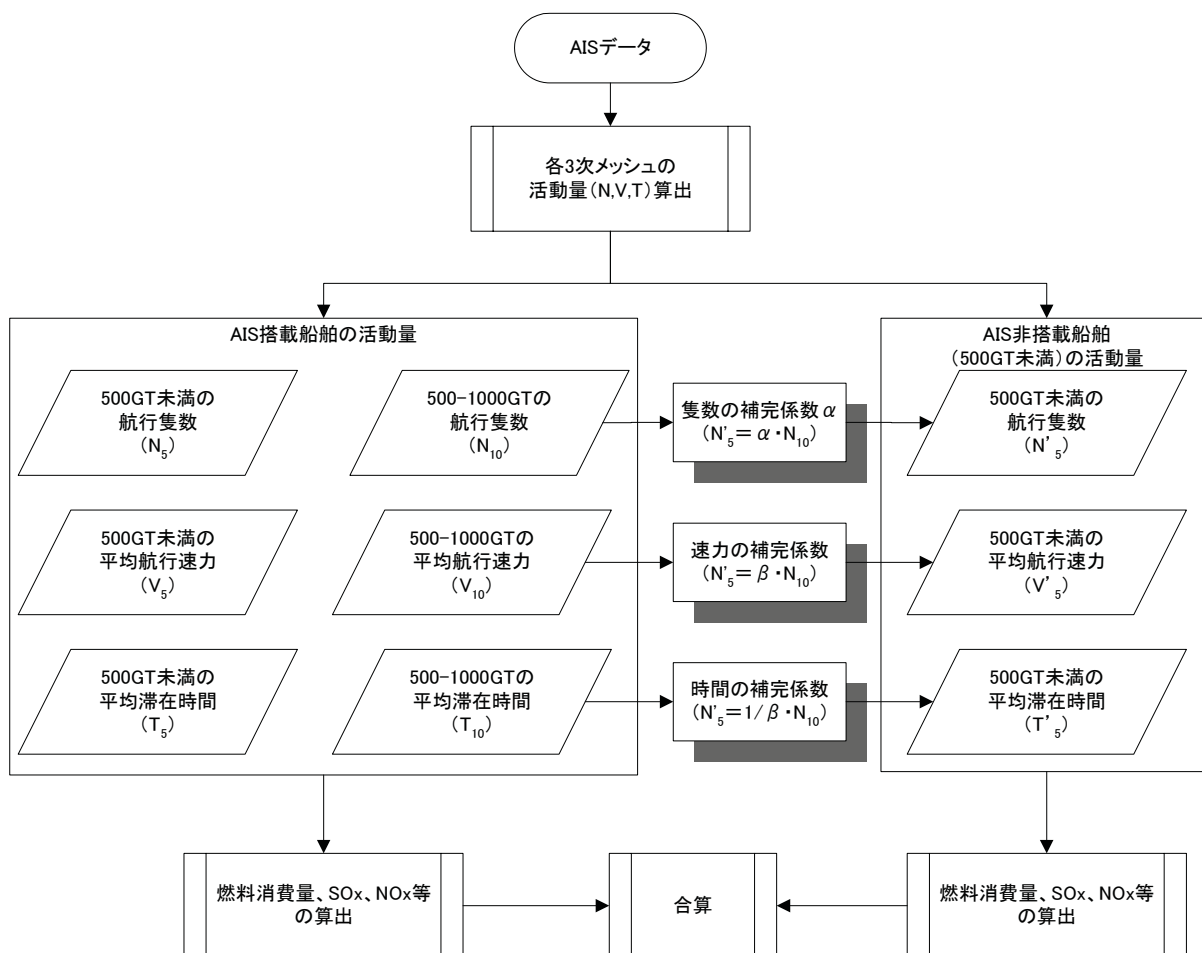 AISデータ
各3次メッシュの
活動量(N,V,T)算出
AIS搭載船舶の活動量
AIS非搭載船舶
(500GT未満)の活動量
500GT未満の
航行隻数
(N5)
500-1000GTの
航行隻数
(N10)
隻数の補完係数α
(N'5=α・N10)
500GT未満の
航行隻数
(N'5)
500GT未満の
平均航行速力
(V5)
500-1000GTの
平均航行速力
(V10)
速力の補完係数
(N'5=β・N10)
500GT未満の
平均航行速力
(V'5)
500GT未満の
平均滞在時間
(T5)
500-1000GTの
平均滞在時間
(T10)
時間の補完係数
(N'5=1/β・N10)
500GT未満の
平均滞在時間
(T'5)
燃料消費量、SOx、NOx等
の算出
合算
燃料消費量、SOx、NOx等
の算出